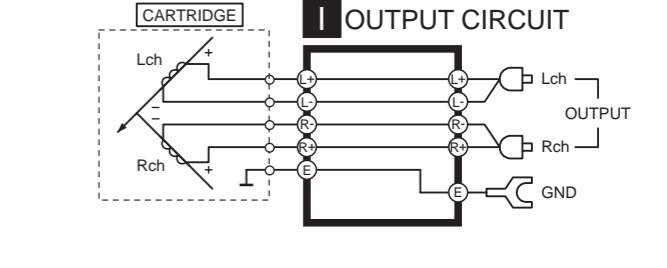 CARTRIDGE
I OUTPUT CIRCUIT
Lch
+
L+
L+
Lch
L-
L-
–
OUTPUT
–
R-
R-
R+
R+
Rch
Rch
+
E
E
GND